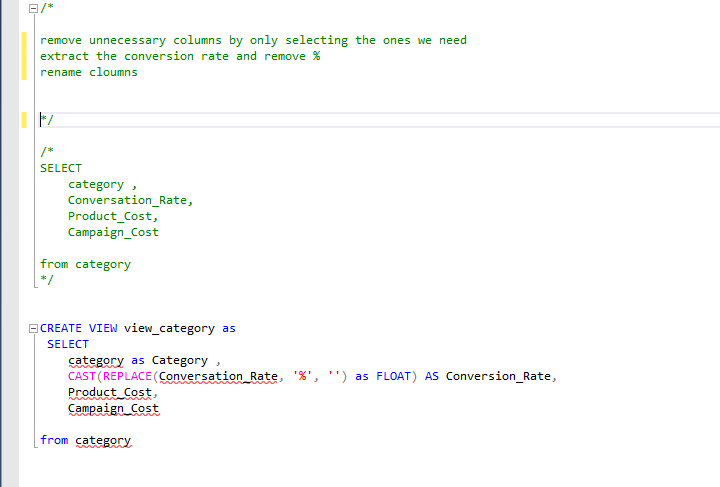 /*
remove unnecessary columns by only selecting the ones we need
extract the conversion rate and remove %
rename cloumns
*/
/*
SELECT
category ,
Conversation_Rate,
Product_Cost,
Campaign_Cost
from category
*/
CREATE VIEW view_category as
SELECT
category as Category ,
CAST(REPLACE(Conversation_Rate, '%', '') as FLOAT) AS Conversion_Rate,
Product_Cost,
Campaign_Cost
from category